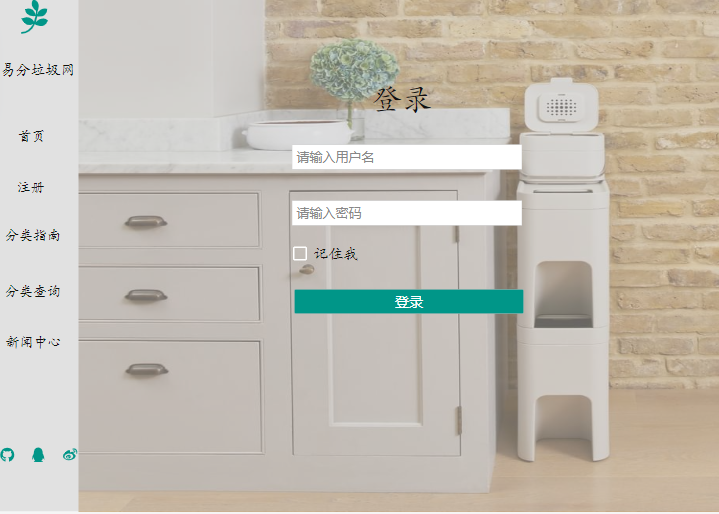 易分垃圾网
首页
注册
分类指南
分类查询
新闻中心
登录
请输入用户名
请输入密码
记住我
登录